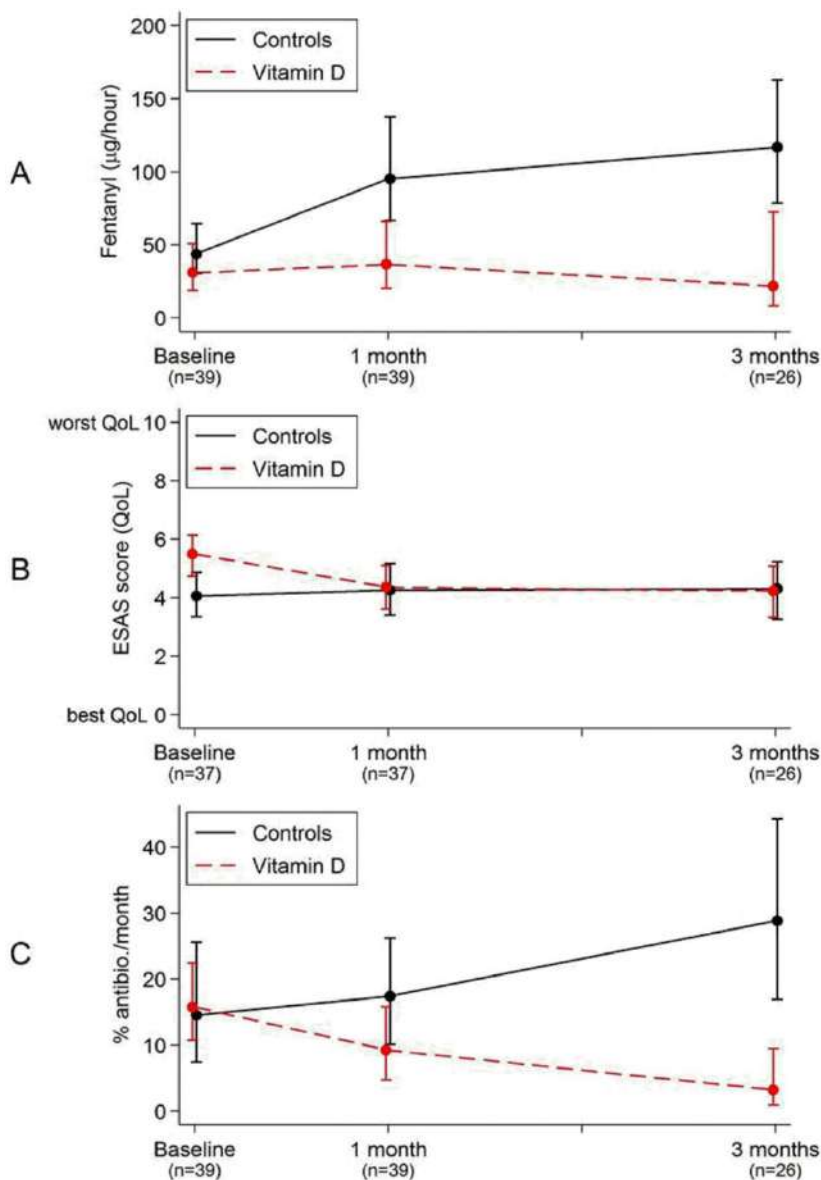 A
Fentanyl (µg/hour)
200
150
100
50
0
Controls
Vitamin D
Baseline
(n=39)
1 month
(n=39)
3 months
(n=26)
B
ESAS score (QoL)
worst QoL 10
8
6
4
2
best QoL 0
Controls
Vitamin D
Baseline
(n=37)
1 month
(n=37)
3 months
(n=26)
C
% antibio./month
40
30
20
10
0
Controls
Vitamin D
Baseline
(n=39)
1 month
(n=39)
3 months
(n=26)